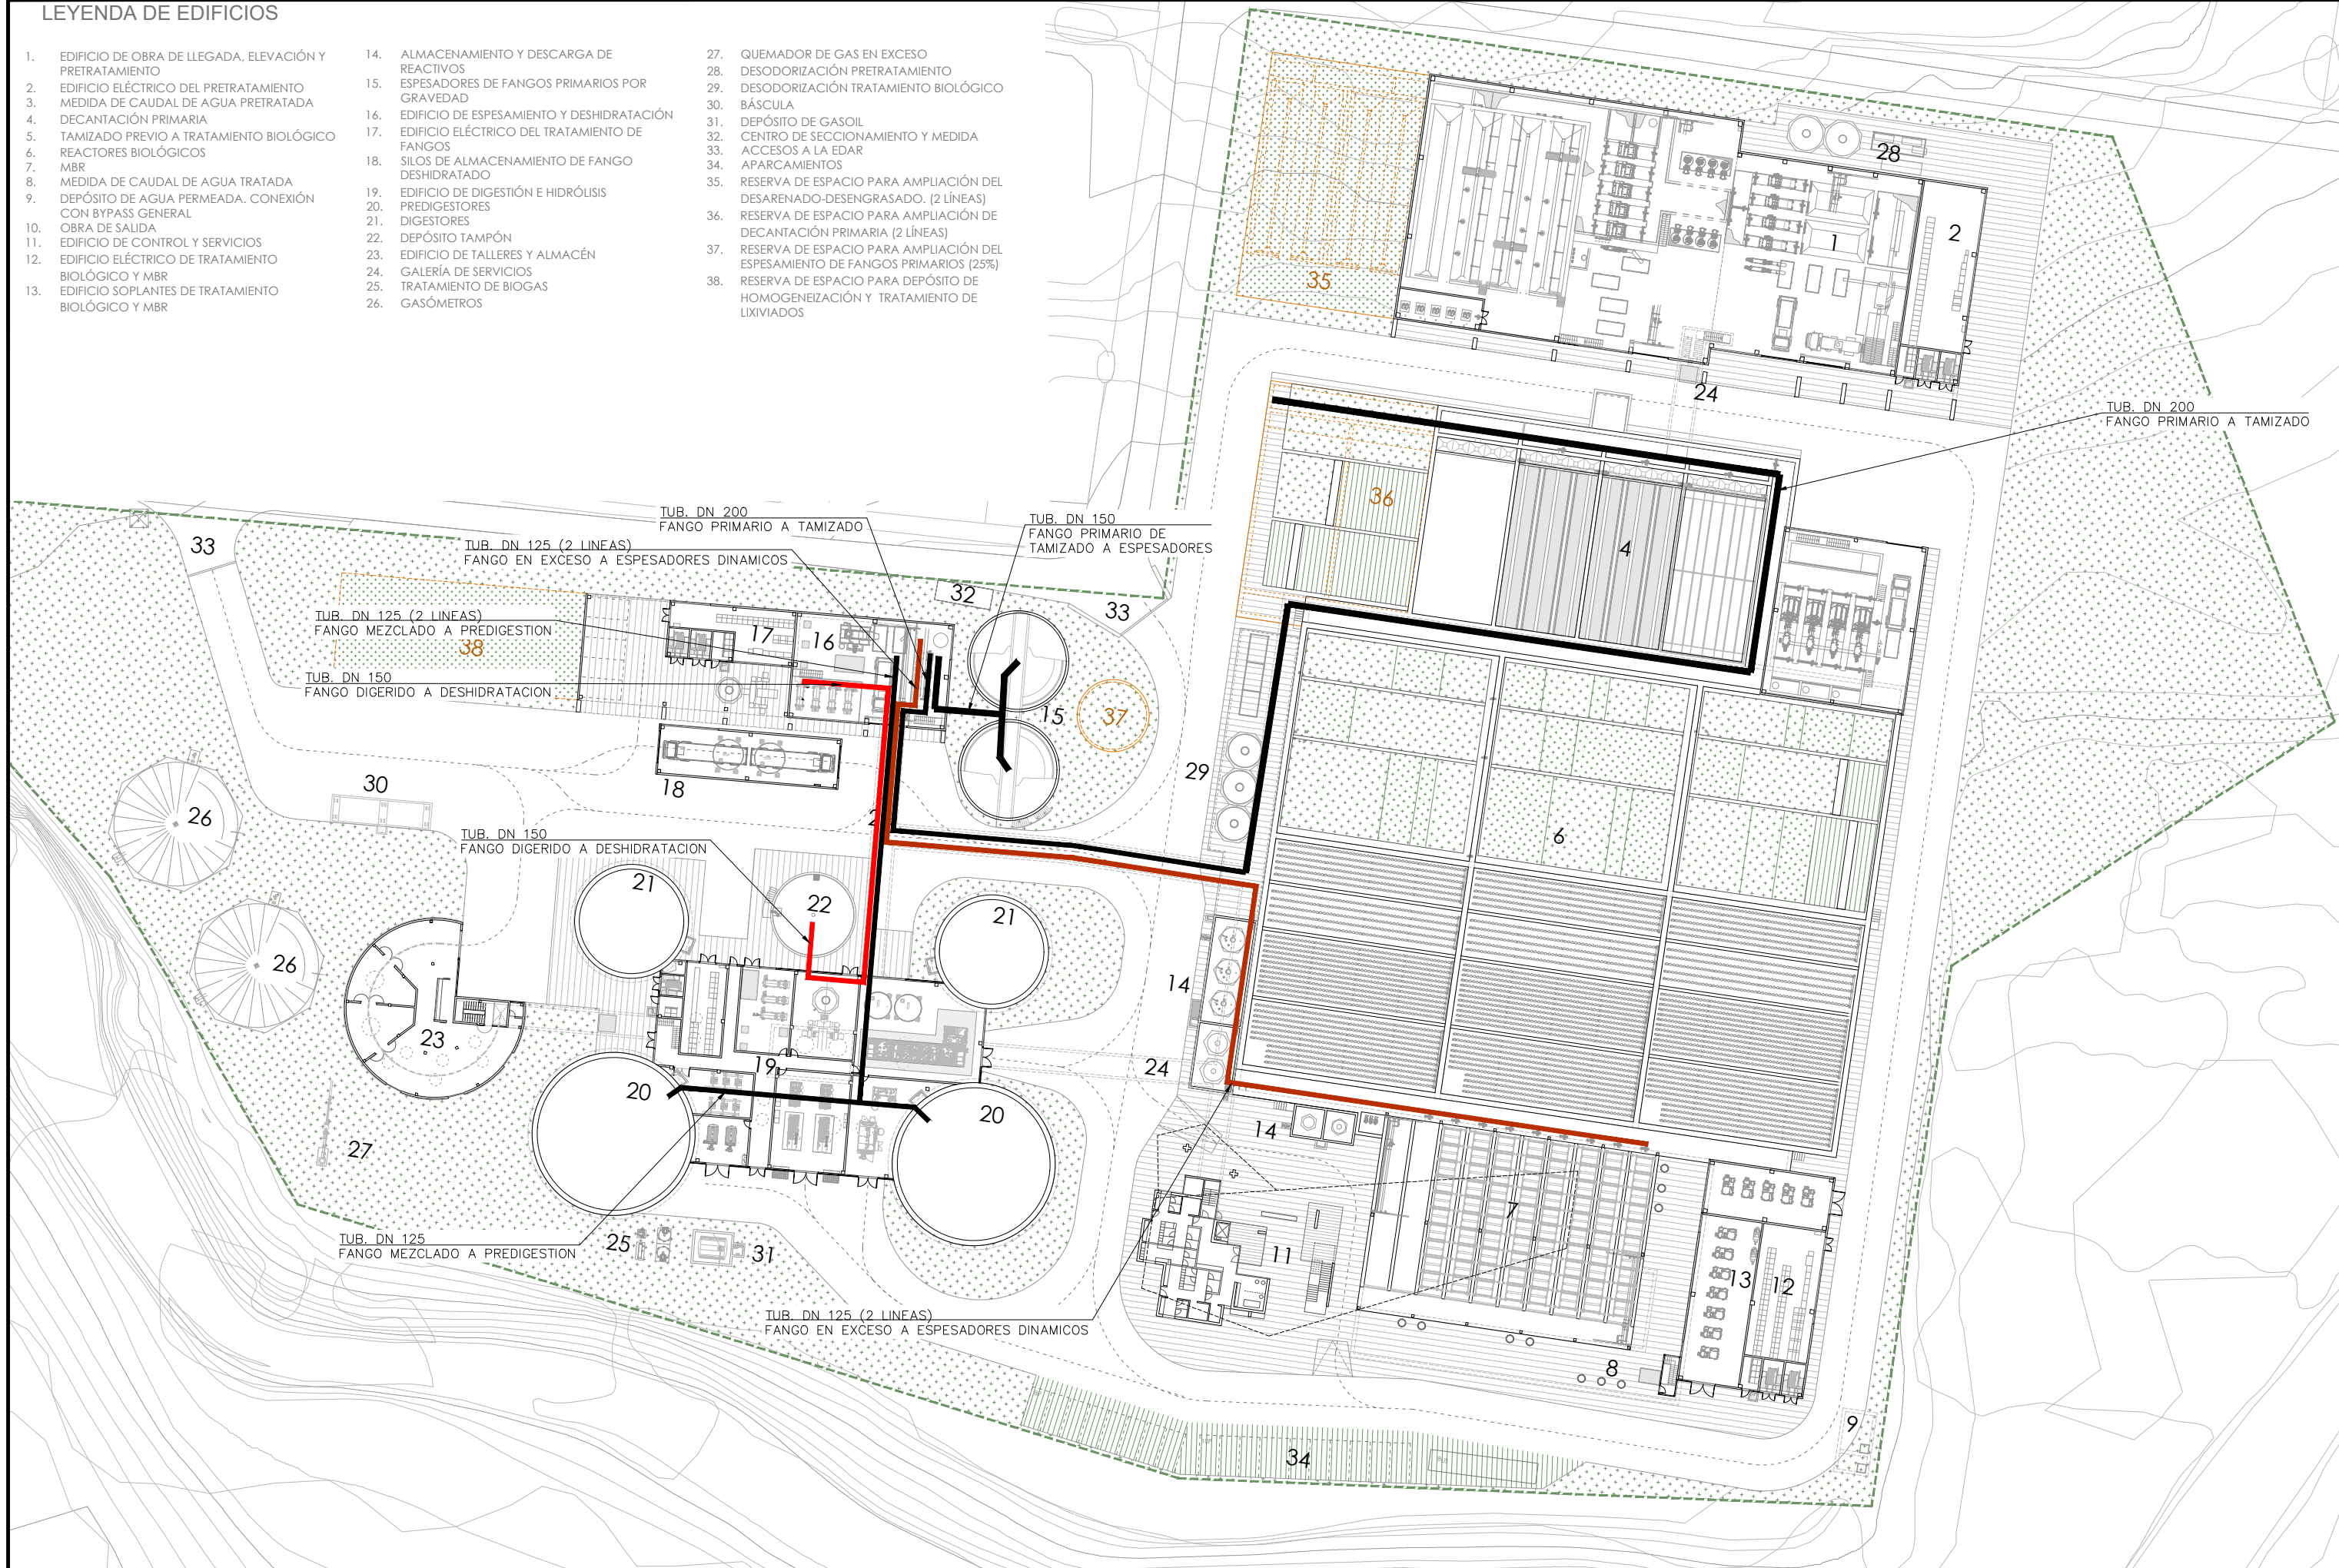 LEYENDA DE EDIFICIOS
1. EDIFICIO DE OBRA DE LLEGADA, ELEVACIÓN Y
PRETRATAMIENTO
2. EDIFICIO ELÉCTRICO DEL PRETRATAMIENTO
3. MEDIDA DE CAUDAL DE AGUA PRETRATADA
4. DECANTACIÓN PRIMARIA
5. TAMIZADO PREVIO A TRATAMIENTO BIOLÓGICO
6. REACTORES BIOLÓGICOS
7. MBR
8. MEDIDA DE CAUDAL DE AGUA TRATADA
9. DEPÓSITO DE AGUA PERMEADA. CONEXIÓN
CON BYPASS GENERAL
10. OBRA DE SALIDA
11. EDIFICIO DE CONTROL Y SERVICIOS
12. EDIFICIO ELÉCTRICO DE TRATAMIENTO
BIOLÓGICO Y MBR
13. EDIFICIO SOPLANTES DE TRATAMIENTO
BIOLÓGICO Y MBR
14. ALMACENAMIENTO Y DESCARGA DE
REACTIVOS
15. ESPESADORES DE FANGOS PRIMARIOS POR
GRAVEDAD
16. EDIFICIO DE ESPESAMIENTO Y DESHIDRATACIÓN
17. EDIFICIO ELÉCTRICO DEL TRATAMIENTO DE
FANGOS
18. SILOS DE ALMACENAMIENTO DE FANGO
DESHIDRATADO
19. EDIFICIO DE DIGESTIÓN E HIDRÓLISIS
20. PREDIGESTORES
21. DIGESTORES
22. DEPÓSITO TAMPÓN
23. EDIFICIO DE TALLERES Y ALMACÉN
24. GALERÍA DE SERVICIOS
25. TRATAMIENTO DE BIOGAS
26. GASÓMETROS
27. QUEMADOR DE GAS EN EXCESO
28. DESODORIZACIÓN PRETRATAMIENTO
29. DESODORIZACIÓN TRATAMIENTO BIOLÓGICO
30. BÁSCULA
31. DEPÓSITO DE GASOIL
32. CENTRO DE SECCIONAMIENTO Y MEDIDA
33. ACCESOS A LA EDAR
34. APARCAMIENTOS
35. RESERVA DE ESPACIO PARA AMPLIACIÓN DEL
DESARENADO-DESENGRASADO. (2 LÍNEAS)
36. RESERVA DE ESPACIO PARA AMPLIACIÓN DE
DECANTACIÓN PRIMARIA (2 LÍNEAS)
37. RESERVA DE ESPACIO PARA AMPLIACIÓN DEL
ESPESAMIENTO DE FANGOS PRIMARIOS (25%)
38. RESERVA DE ESPACIO PARA DEPÓSITO DE
HOMOGENEIZACIÓN Y TRATAMIENTO DE
LIXIVIADOS
28
2
1
35
24
TUB. DN 200
FANGO PRIMARIO A TAMIZADO
36
4
TUB. DN 200
FANGO PRIMARIO A TAMIZADO
TUB. DN 150
FANGO PRIMARIO DE
TAMIZADO A ESPESADORES
TUB. DN 125 (2 LINEAS)
FANGO EN EXCESO A ESPESADORES DINAMICOS
33
32
33
TUB. DN 125 (2 LINEAS)
FANGO MEZCLADO A PREDIGESTION
38
17
16
TUB. DN 150
FANGO DIGERIDO A DESHIDRATACION
15
37
29
18
30
26
2
6
TUB. DN 150
FANGO DIGERIDO A DESHIDRATACION
21
22
21
26
14
23
19
24
20
20
14
27
7
25
31
11
TUB. DN 125
FANGO MEZCLADO A PREDIGESTION
13
12
TUB. DN 125 (2 LINEAS)
FANGO EN EXCESO A ESPESADORES DINAMICOS
8
9
34